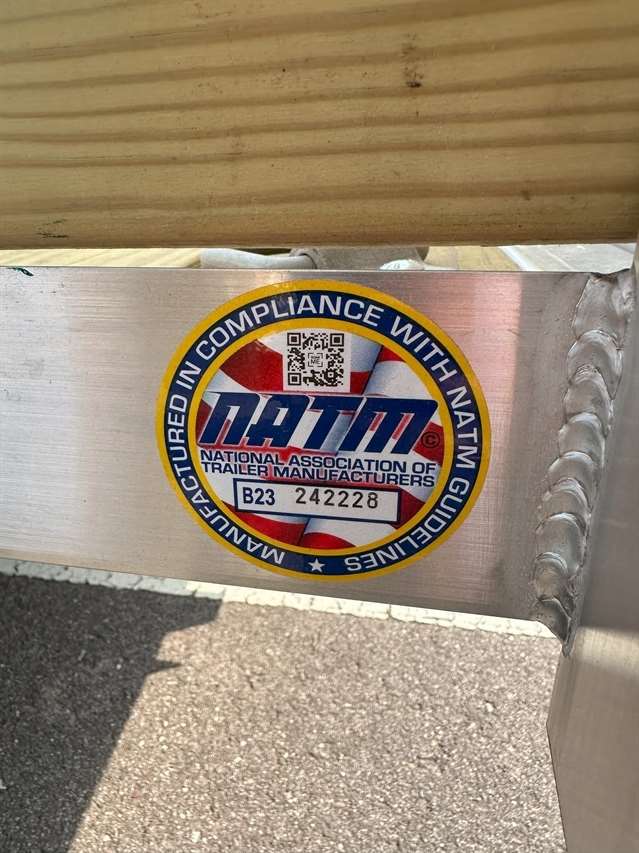 MANUFACTURED IN COMPLIANCE WITH NATM GUIDELINES
NATM ©
NATIONAL ASSOCIATION OF
TRAILER MANUFACTURERS
B23 242228